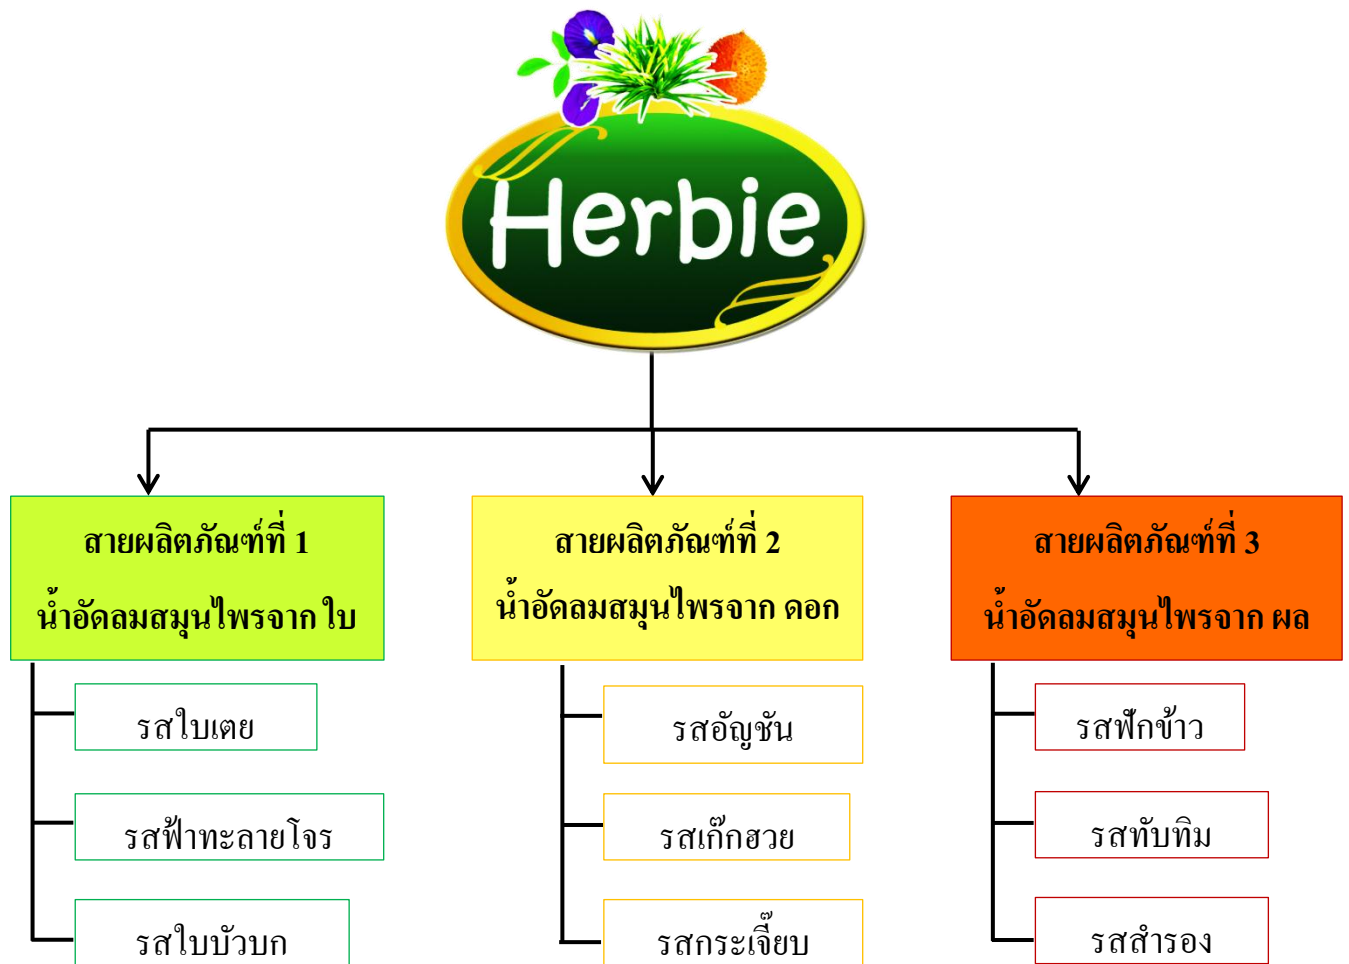 Herbie
สายผลิตภัณฑ์ที่ 1
น้ำอัดลมสมุนไพรจาก ใบ
รสใบเตย
รสฟ้าทะลายโจร
รสใบบัวบก
สายผลิตภัณฑ์ที่ 2
น้ำอัดลมสมุนไพรจาก ดอก
รสอัญชัน
รสเก๊กฮวย
รสกระเจี๊ยบ
สายผลิตภัณฑ์ที่ 3
น้ำอัดลมสมุนไพรจาก ผล
รสฟักข้าว
รสทับทิม
รสสำรอง